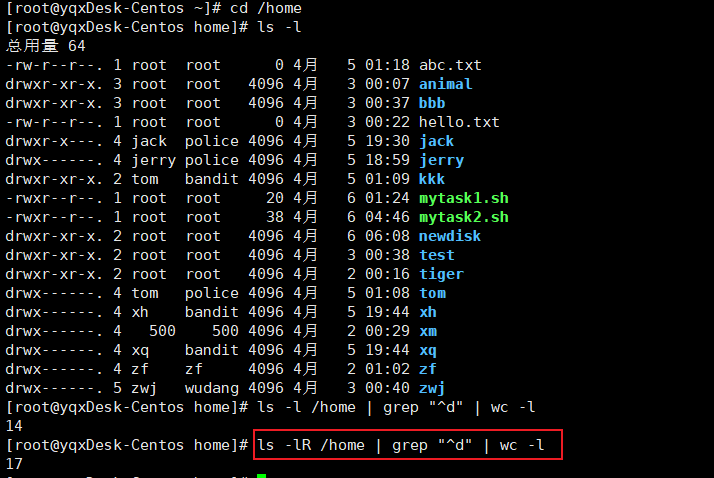 [root@yqxDesk-Centos ~]# cd /home
[root@yqxDesk-Centos home]# ls -l
总用量 64
-rw-r--r--. 1 root  root      0 4月   5 01:18 abc.txt
drwxr-xr-x. 3 root  root   4096 4月   3 00:07 animal
drwxr-xr-x. 3 root  root   4096 4月   3 00:37 bbb
-rw-r--r--. 1 root  root      0 4月   3 00:22 hello.txt
drwxr-x---. 4 jack  police 4096 4月   5 19:30 jack
drwx------. 4 jerry police 4096 4月   5 18:59 jerry
drwxr-xr-x. 2 tom   bandit 4096 4月   5 01:09 kkk
-rwxr--r--. 1 root  root     20 4月   6 01:24 mytask1.sh
-rwxr--r--. 1 root  root     38 4月   6 04:46 mytask2.sh
drwxr-xr-x. 2 root  root   4096 4月   6 06:08 newdisk
drwxr-xr-x. 2 root  root   4096 4月   3 00:38 test
drwxr-xr-x. 2 root  root   4096 4月   2 00:16 tiger
drwx------. 4 tom   police 4096 4月   5 01:08 tom
drwx------. 4 xh    bandit 4096 4月   5 19:44 xh
drwx------. 4   500    500 4096 4月   2 00:29 xm
drwx------. 4 xq    bandit 4096 4月   5 19:44 xq
drwx------. 4 zf    zf     4096 4月   2 01:02 zf
drwx------. 5 zwj   wudang 4096 4月   3 00:40 zwj
[root@yqxDesk-Centos home]# ls -l /home | grep "^d" | wc -l
14
[root@yqxDesk-Centos home]# ls -lR /home | grep "^d" | wc -l
17